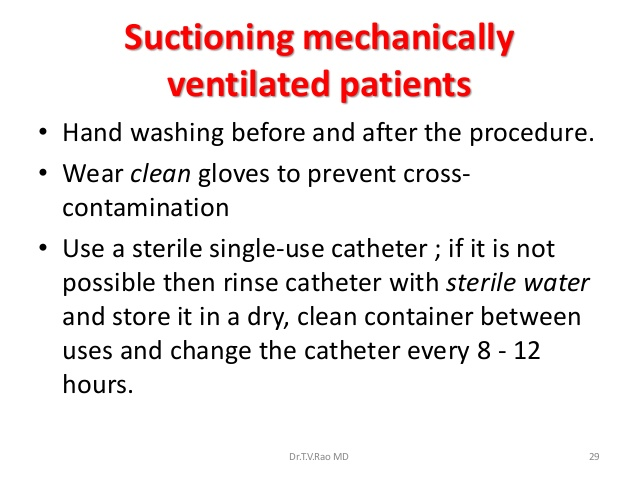 Suctioning mechanically
ventilated patients
• Hand washing before and after the procedure.
• Wear clean gloves to prevent cross-
contamination
• Use a sterile single-use catheter ; if it is not
possible then rinse catheter with sterile water
and store it in a dry, clean container between
uses and change the catheter every 8 - 12
hours.
Dr.T.V.Rao MD
29